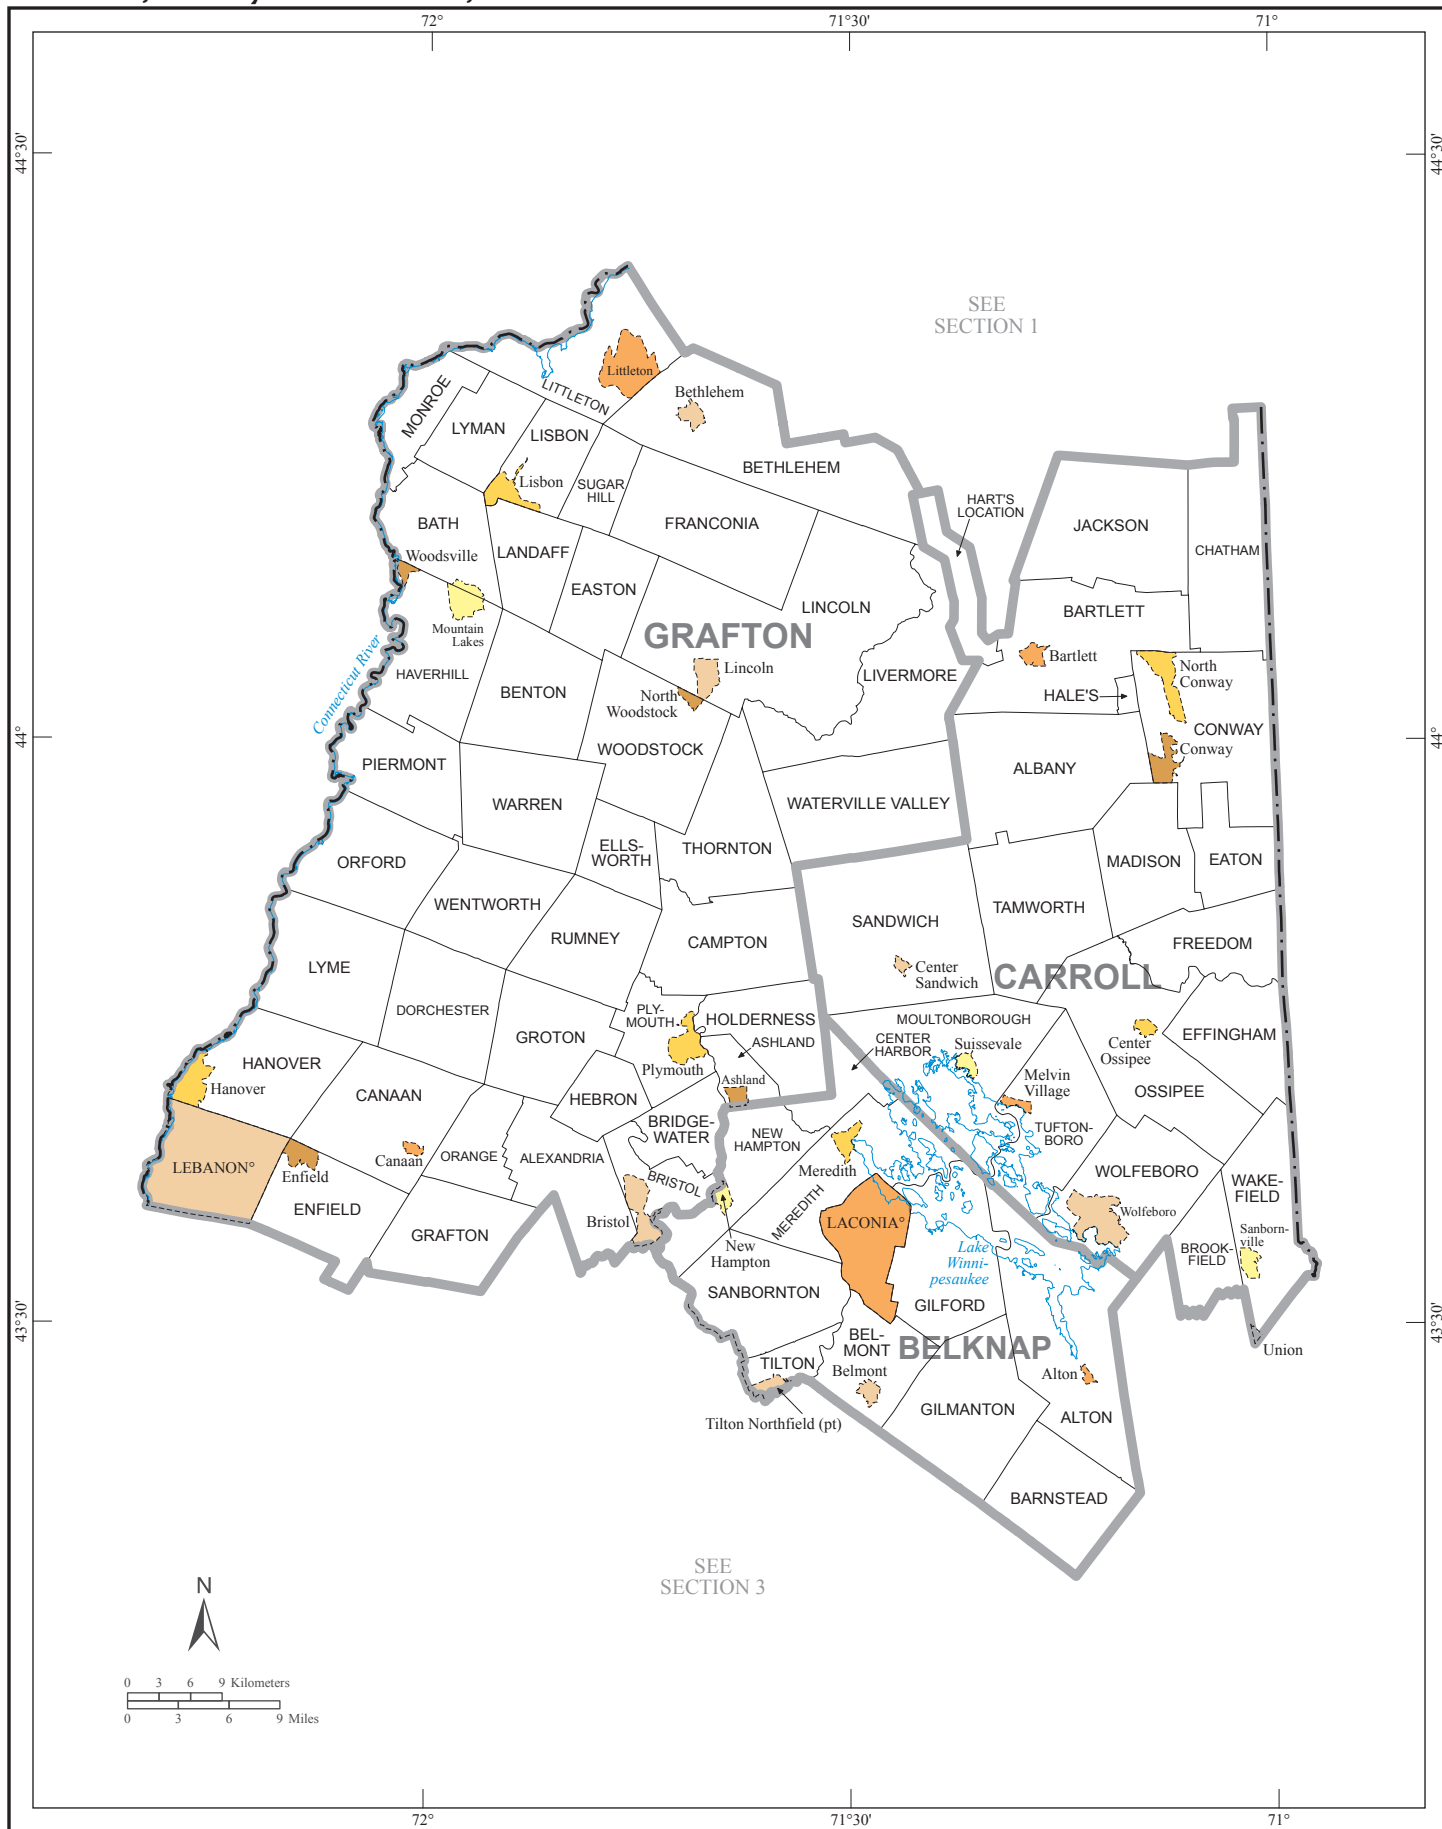 72°
71°30'
71°
44°30'
44°30'
SEE
SECTION 1
Littleton
LITTLETON
Bethlehem
MONROE
LYMAN
LISBON
BETHLEHEM
Lisbon
SUGAR
HILL
HART'S
LOCATION
FRANCONIA
JACKSON
BATH
CHATHAM
LANDAFF
Woodsville
EASTON
LINCOLN
BARTLETT
Mountain
Lakes
GRAFTON
Connecticut River
Bartlett
North
Conway
HAVERHILL
Lincoln
LIVERMORE
BENTON
North
Woodstock
HALE'S
CONWAY
44°
44°
WOODSTOCK
Conway
PIERMONT
ALBANY
WARREN
WATERVILLE VALLEY
ELLS-
WORTH
THORNTON
MADISON
EATON
ORFORD
WENTWORTH
TAMWORTH
SANDWICH
RUMNEY
CAMPTON
FREEDOM
LYME
Center
Sandwich
CARROLL
DORCHESTER
PLY-
MOUTH
HOLDERNESS
MOULTONBOROUGH
GROTON
ASHLAND
CENTER
HARBOR
Suissevale
Center
Ossipee
EFFINGHAM
HANOVER
Plymouth
Hanover
CANAAN
Ashland
Melvin
Village
OSSIPEE
HEBRON
BRIDGE-
WATER
NEW
HAMPTON
TUFTON-
BORO
LEBANON°
Enfield
Canaan
ORANGE
ALEXANDRIA
Meredith
WOLFEBORO
WAKE-
FIELD
BRISTOL
MEREDITH
ENFIELD
Bristol
LACONIA°
Wolfeboro
GRAFTON
New
Hampton
Lake
Winni-
pesaukee
BROOK-
FIELD
Sanborn-
ville
SANBORNTON
GILFORD
43°30'
43°30'
BEL-
MONT
BELKNAP
Union
TILTON
Belmont
Alton
Tilton Northfield (pt)
GILMANTON
ALTON
BARNSTEAD
SEE
SECTION 3
N
0 3 6 9 Kilometers
0 3 6 9 Miles
72°
71°30'
71°